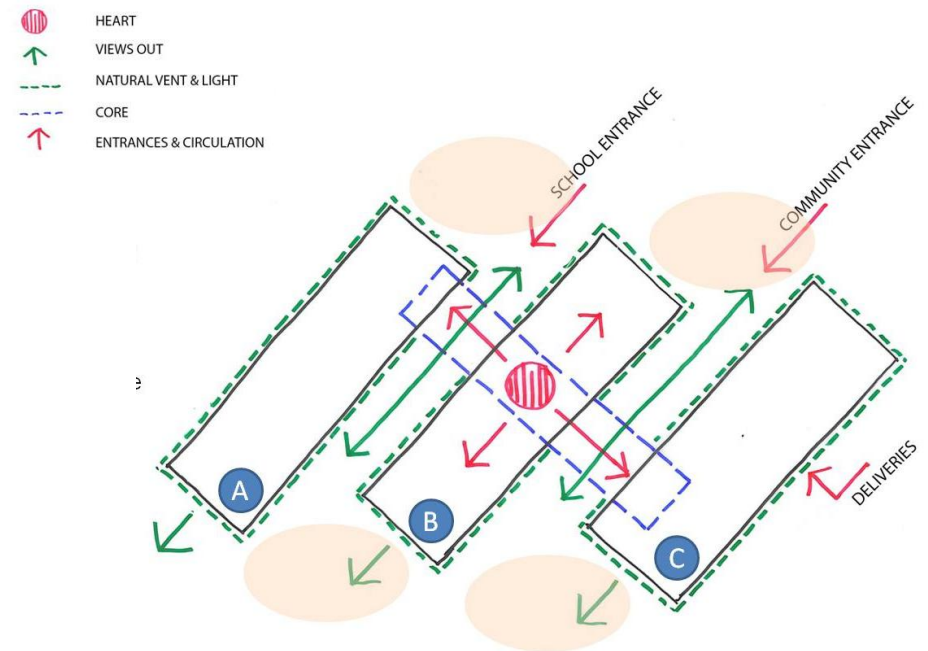 HEART
VIEWS OUT
NATURAL VENT & LIGHT
CORE
ENTRANCES & CIRCULATION
SCHOOL ENTRANCE
COMMUNITY ENTRANCE
e
A
B
C
DELIVERIES